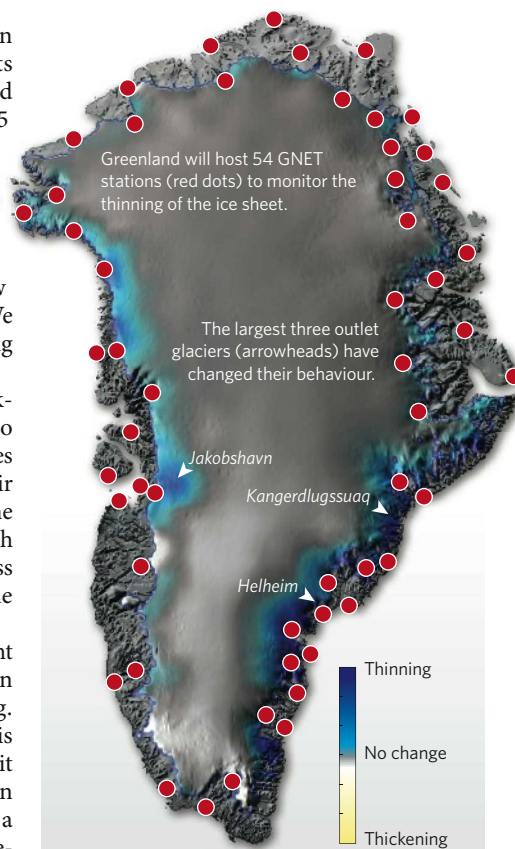 Greenland will host 54 GNET
stations (red dots) to monitor the
thinning of the ice sheet.
The largest three outlet
glaciers (arrowheads) have
changed their behaviour.
Jakobshavn
Kangerdlugssuaq
Helheim
Thinning
No change
Thickening